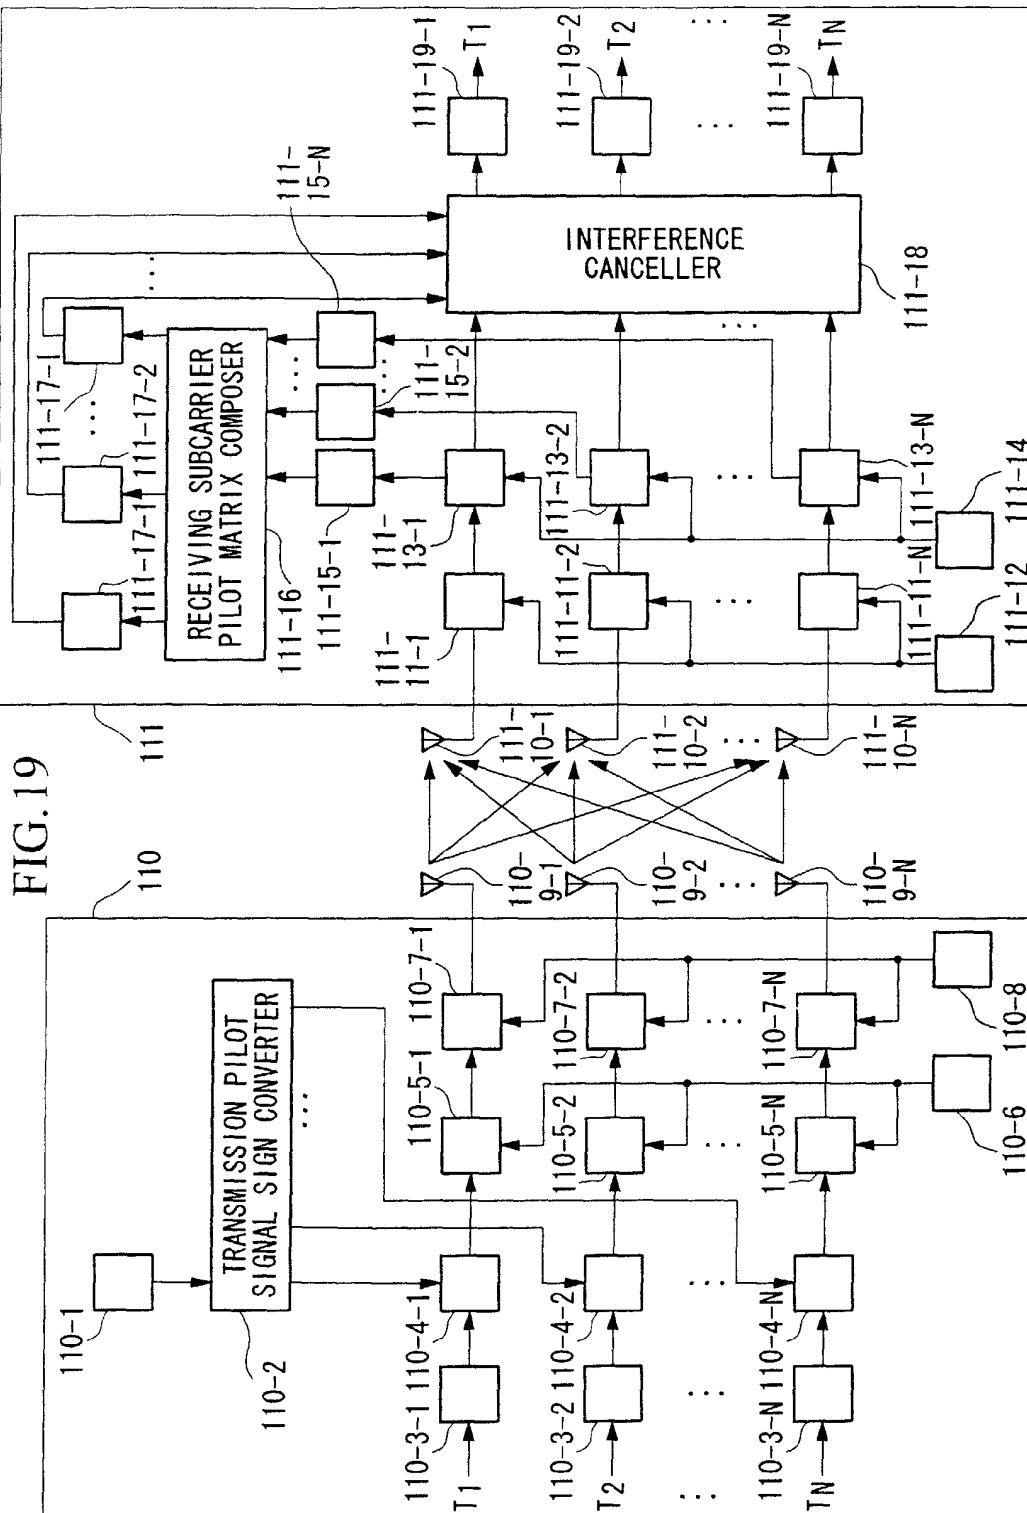 FIG.19
110
110-1
TRANSMISSION PILOT
SIGNAL SIGN CONVERTER
110-2
...
T1
110-3-1
110-4-1
110-5-1
110-7-1
110-
9-1
T2
110-3-2
110-4-2
110-5-2
110-7-2
110-
9-2
...
...
...
...
...
TN
110-3-N
110-4-N
110-5-N
110-7-N
110-
9-N
110-6
110-8
111
111-17-1
111-17-2
...
111-17-1
...
RECEIVING SUBCARRIER
PILOT MATRIX COMPOSER
111-16
111-15-1
111-
15-2
111-
15-N
...
...
111-
10-1
111-
11-1
111-
13-1
INTERFERENCE
CANCELLER
111-18
111-19-1
T1
111-
10-2
111-11-2
111-13-2
111-19-2
T2
...
...
...
...
...
...
111-
10-N
111-11-N
111-13-N
111-19-N
TN
111-12
111-14